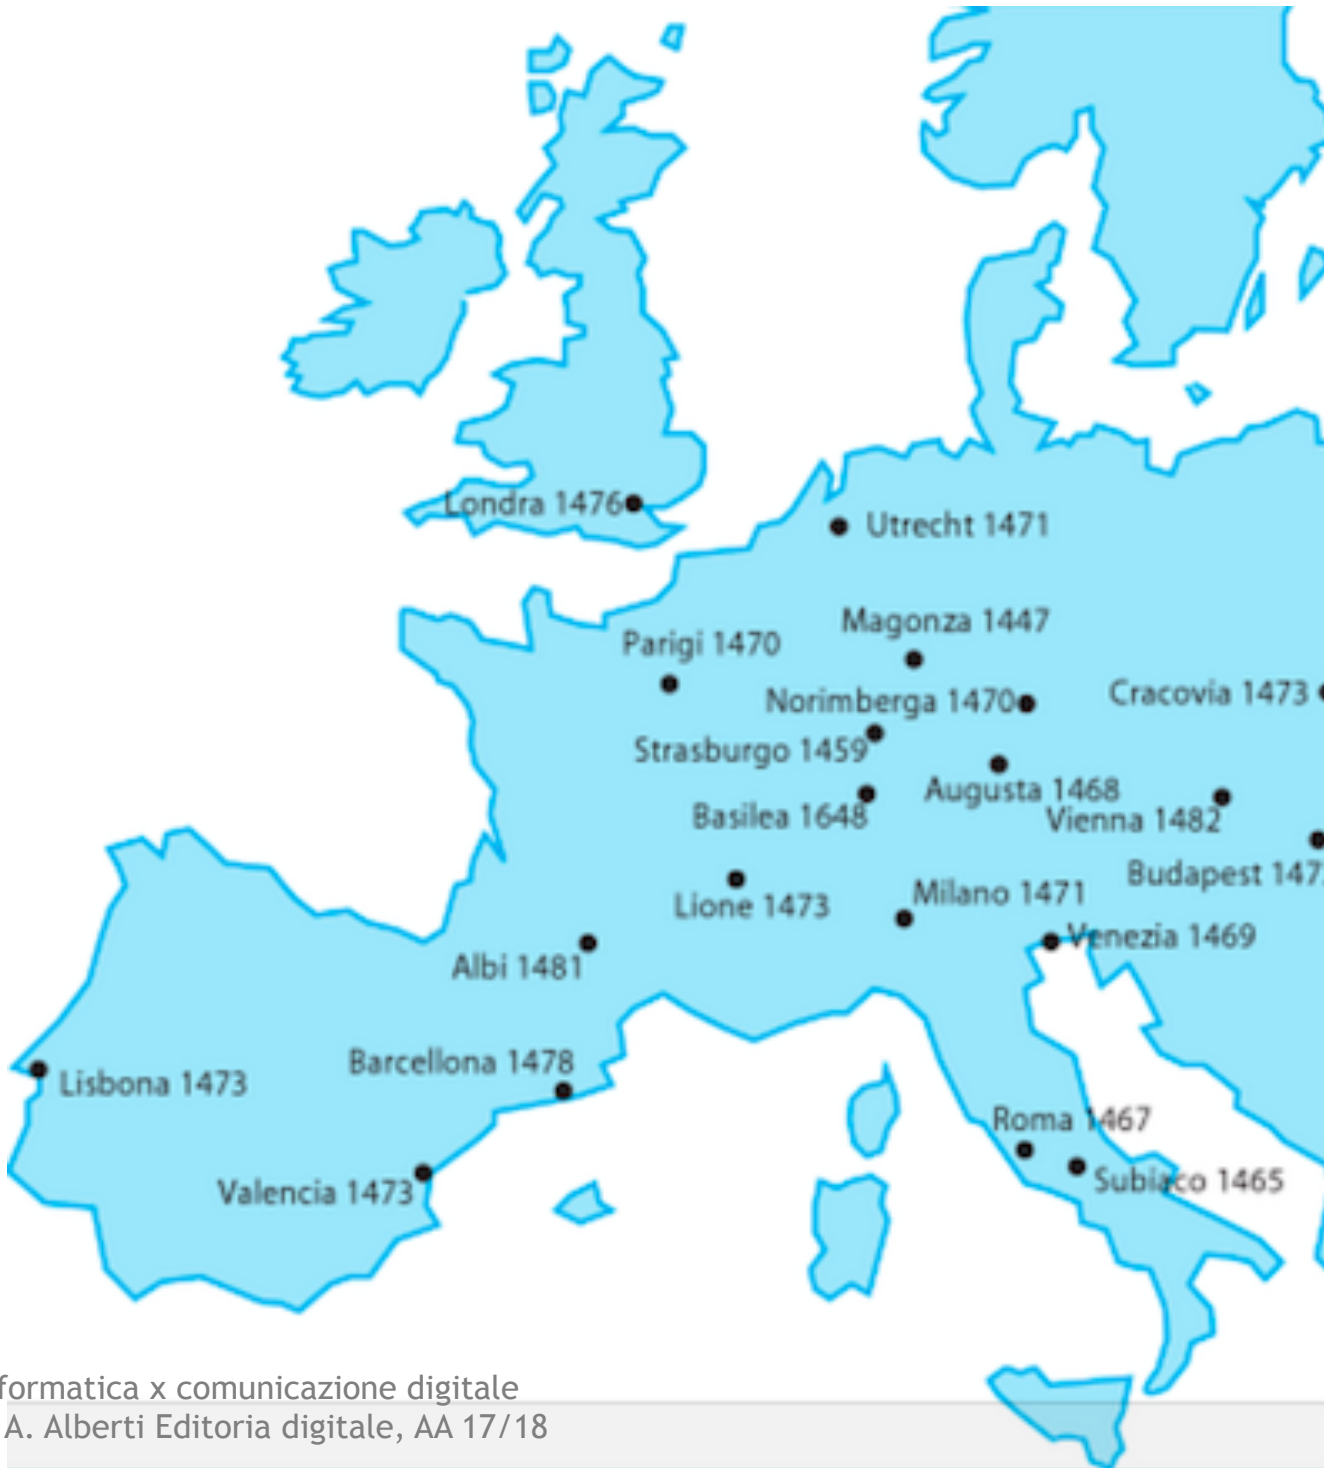 Londra 1476
Utrecht 1471
Magonza 1447
Parigi 1470
Cracovia 1473
Norimberga 1470
Strasburgo 1459
Augusta 1468
Basilea 1648
Vienna 1482
Budapest
Milano 1471
Lione 1473
Venezia 1469
Albi 1481
Barcellona 1478
Lisbona 1473
Roma 1467
Subiaco 1465
Valencia 1473
formatica x comunicazione digitale
A. Alberti Editoria digitale, AA 17/18